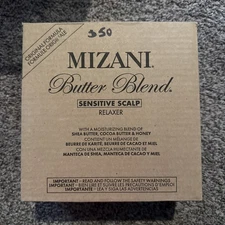 $50
ORIGINAL FORMULA
FORMULE ORIGINALE
MIZANI.
Butter Blend.
SENSITIVE SCALP
RELAXER
WITH A MOISTURIZING BLEND OF
SHEA BUTTER, COCOA BUTTER & HONEY
CONTIENT UN MÉLANGE DE
BEURRE DE KARITÉ, BEURRE DE CACAO ET MIEL
CON UNA MEZCLA HUMECTANTE DE
MANTECA DE SHEA, MANTECA DE CACAO Y MIEL
IMPORTANT - READ AND FOLLOW THE SAFETY WARNINGS
IMPORTANT - BIEN SUIVRE LES PRÉCAUTIONS D'EMPLOI
IMPORTANTE - LEA Y SIGA LAS ADVERTENCIAS